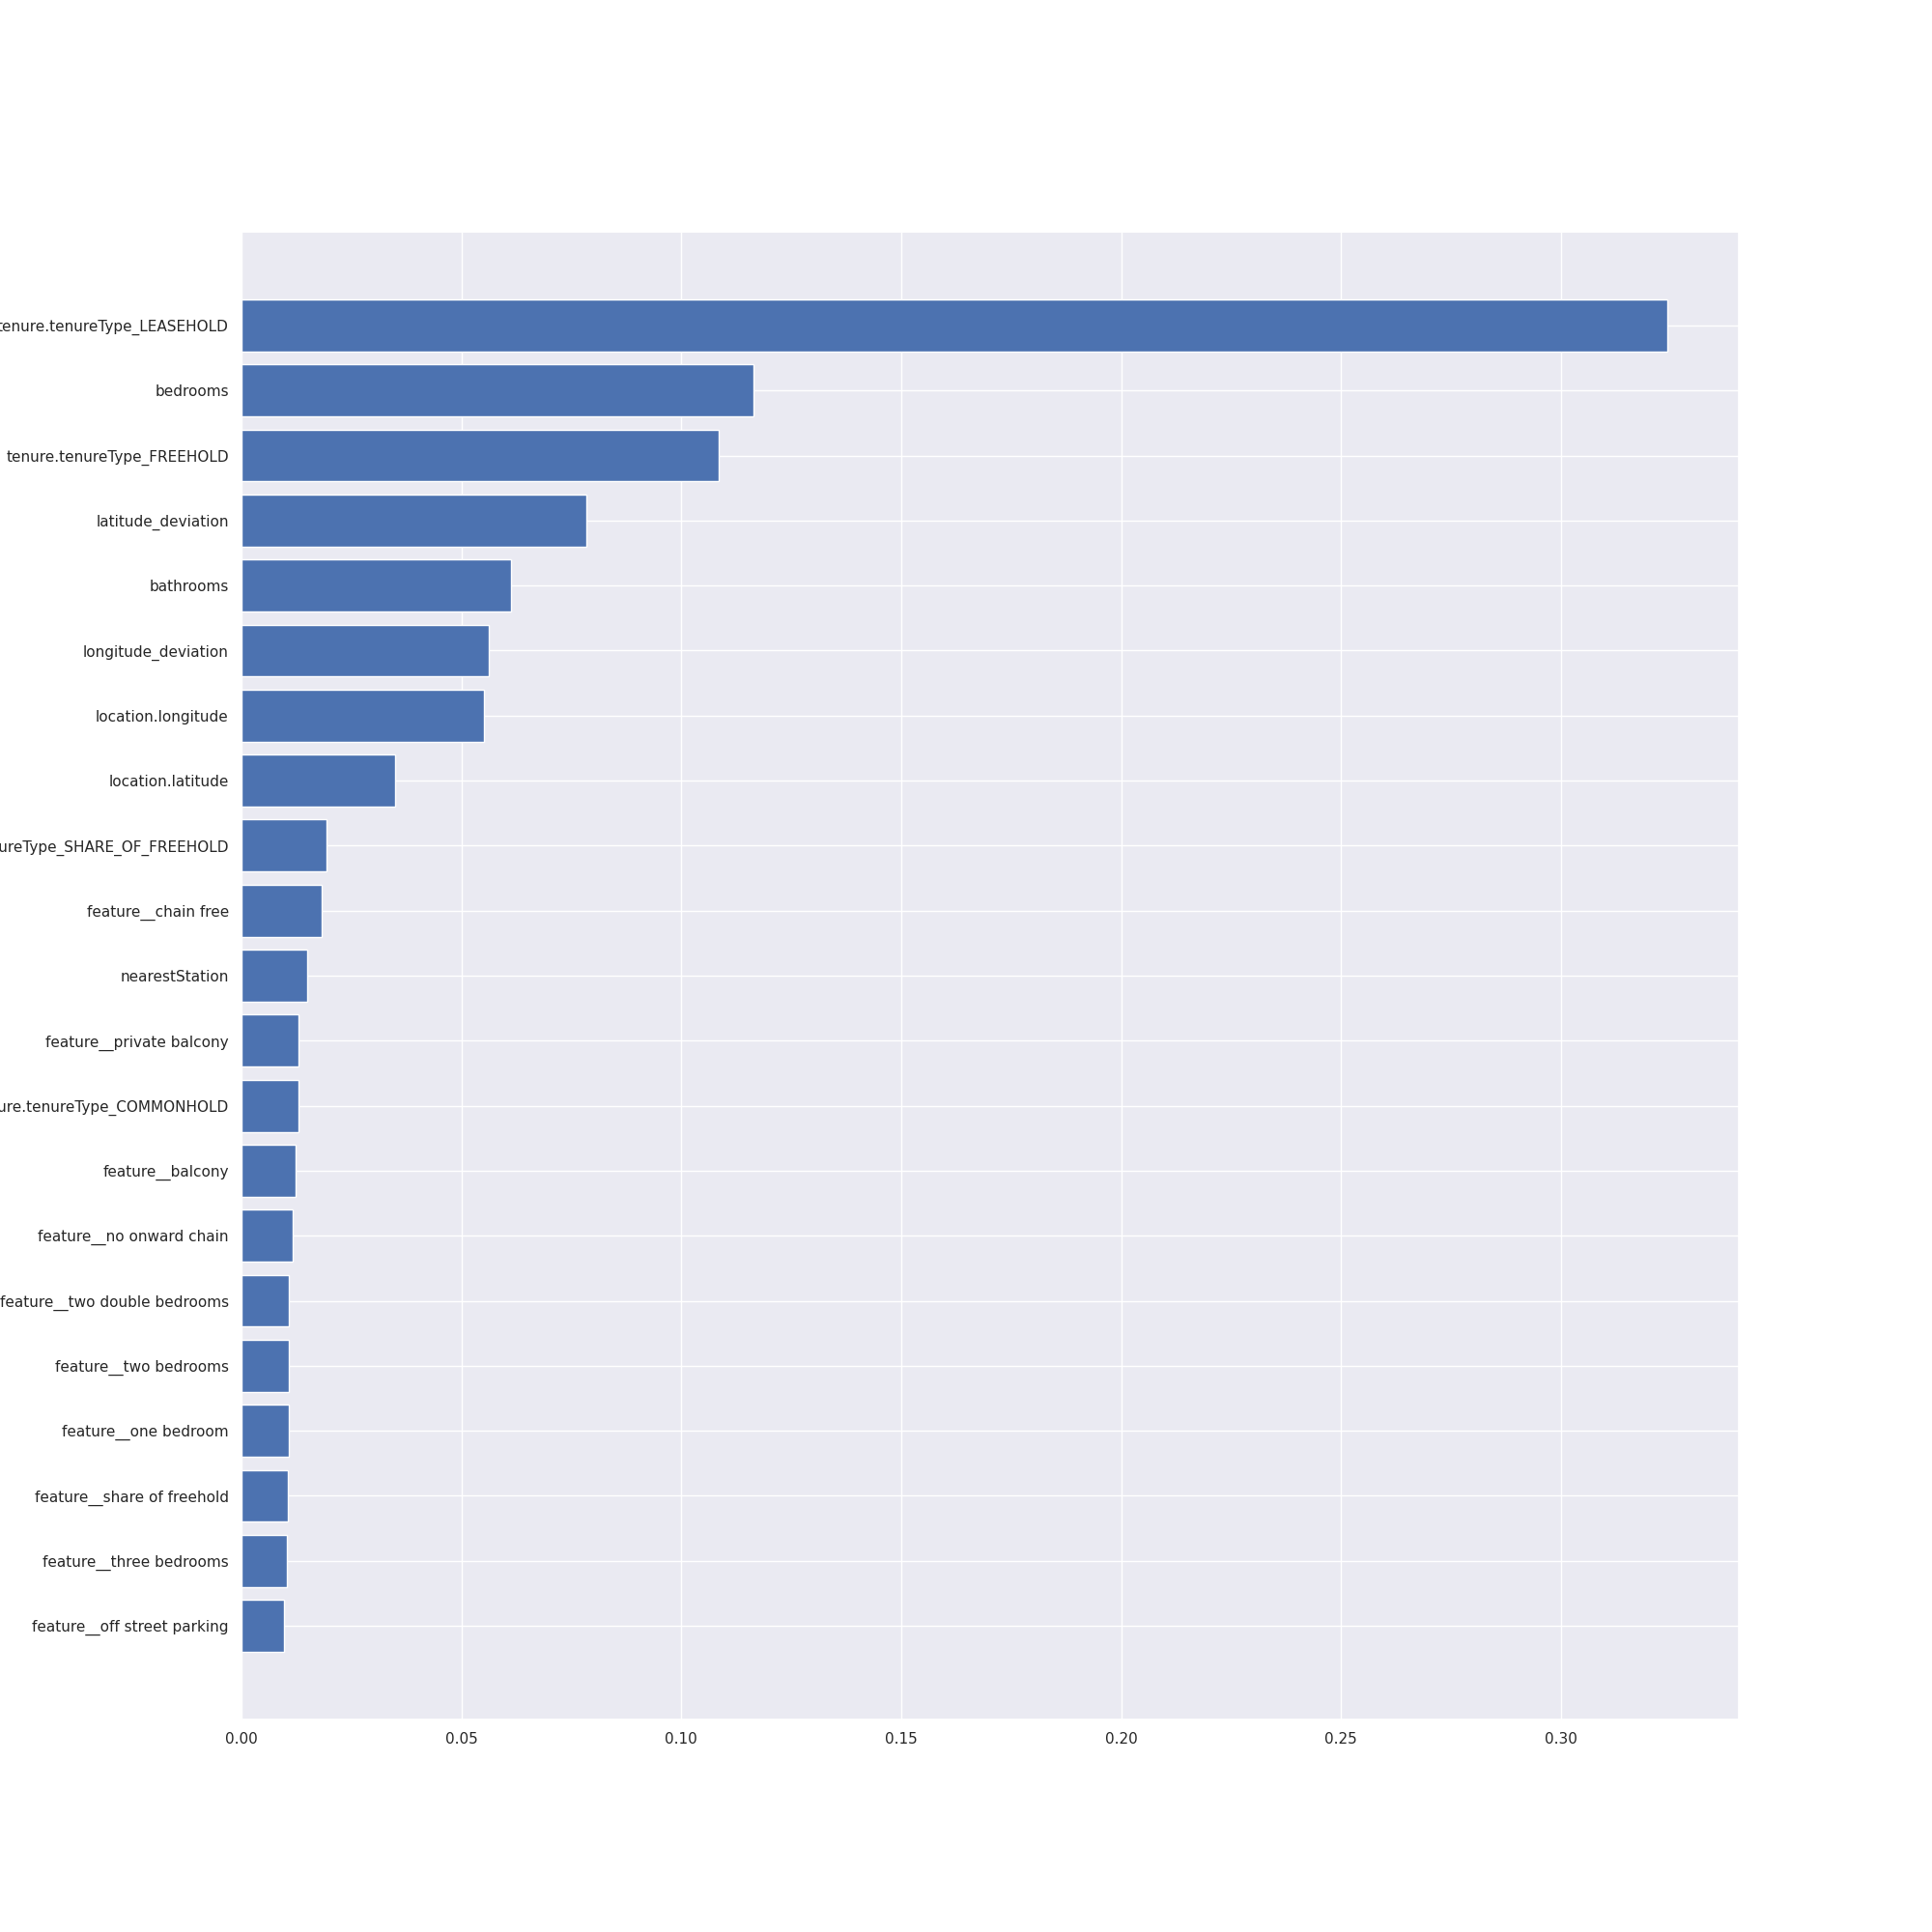 tenure.tenureType_LEASEHOLD
bedrooms
tenure.tenureType_FREEHOLD
latitude_deviation
bathrooms
longitude_deviation
location.longitude
location.latitude
ureType_SHARE_OF_FREEHOLD
feature__chain free
nearestStation
feature__private balcony
ure.tenureType_COMMONHOLD
feature__balcony
feature__no onward chain
feature__two double bedrooms
feature__two bedrooms
feature__one bedroom
feature__share of freehold
feature__three bedrooms
feature__off street parking
0.00 0.05 0.10 0.15 0.20 0.25 0.30